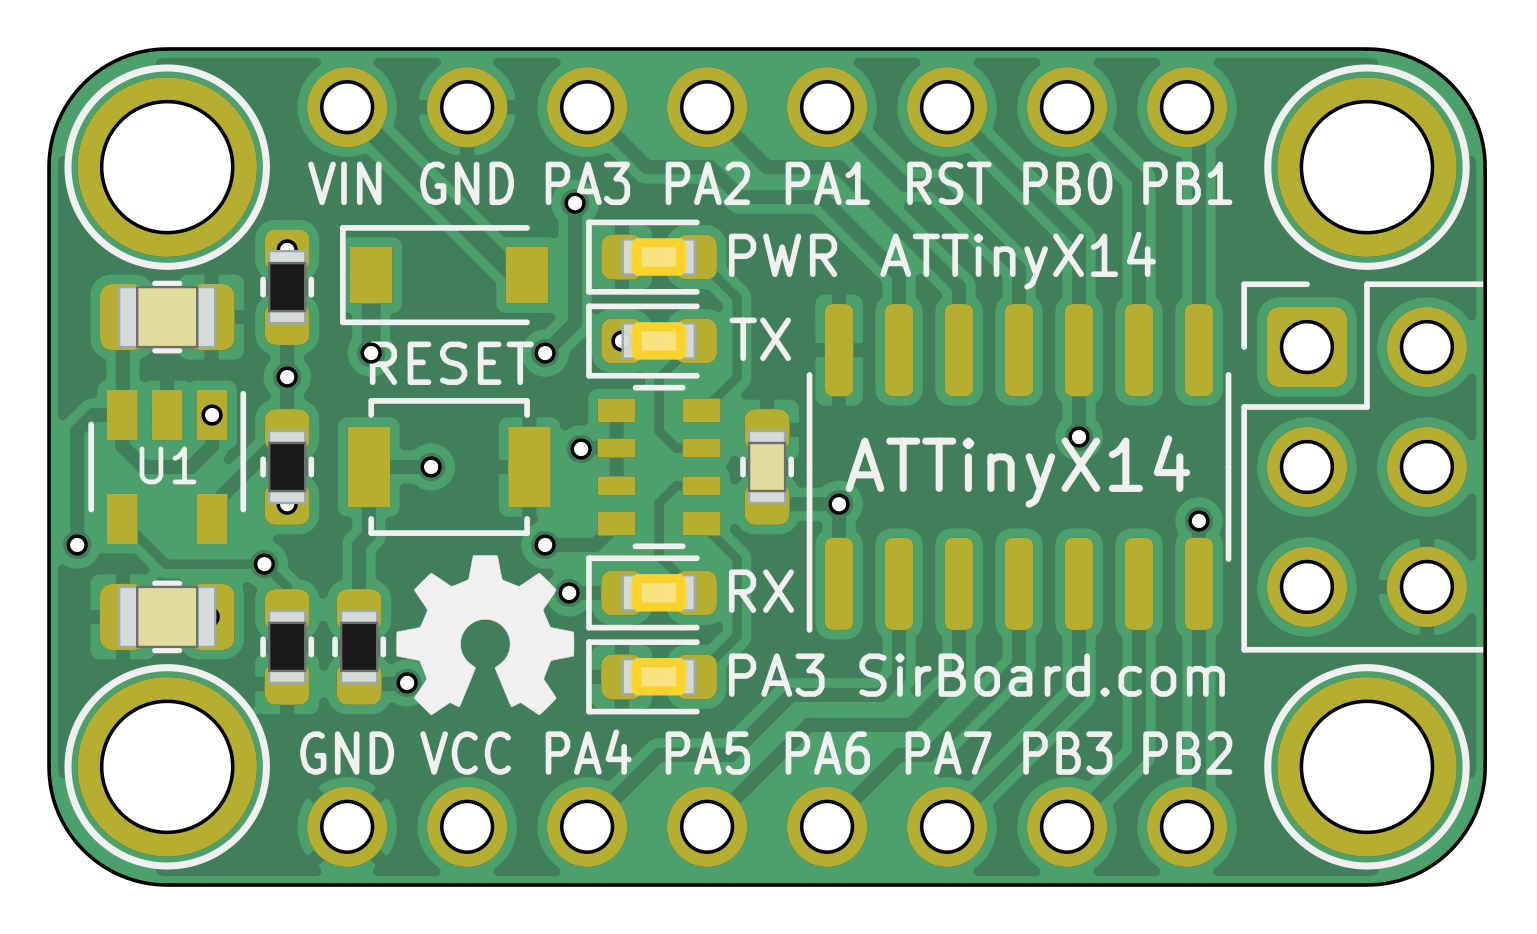 VIN GND PA3 PA2 PA1 RST PB0 PB1
PWR ATTinyX14
TX
RESET
U1
ATTinyX14
RX
PA3 SirBoard.com
GND VCC PA4 PA5 PA6 PA7 PB3 PB2